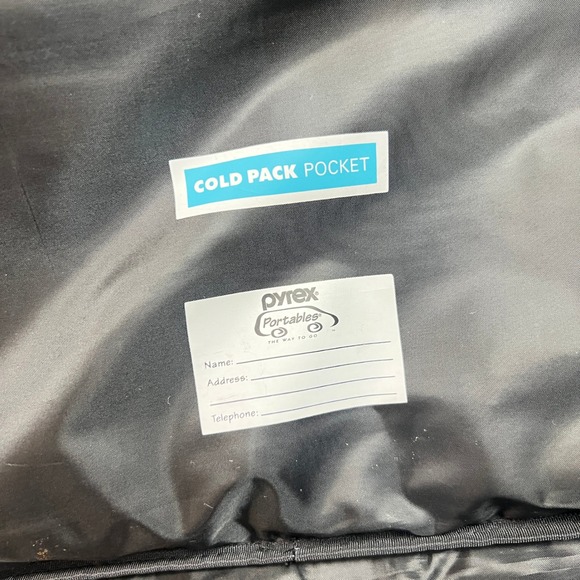 COLD PACK POCKET
pyrex®
Portables®
THE WAY TO GO
Name:
Address:
Telephone: